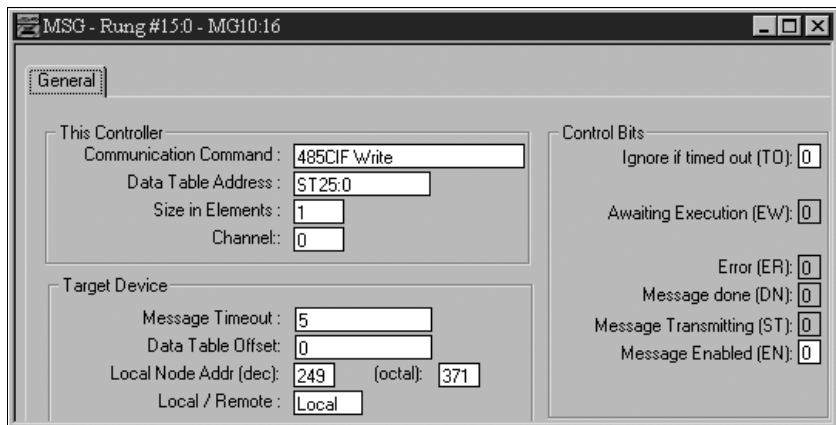 MSG - Rung #15:0 - MG10:16
General
This Controller
Communication Command : 485CIF Write
Data Table Address : ST25:0
Size in Elements : 1
Channel:: 0
Target Device
Message Timeout : 5
Data Table Offset: 0
Local Node Addr (dec): 249 (octal): 371
Local / Remote : Local
Control Bits
Ignore if timed out (TO): 0
Awaiting Execution (EW): 0
Error (ER): 0
Message done (DN): 0
Message Transmitting (ST): 0
Message Enabled (EN): 0